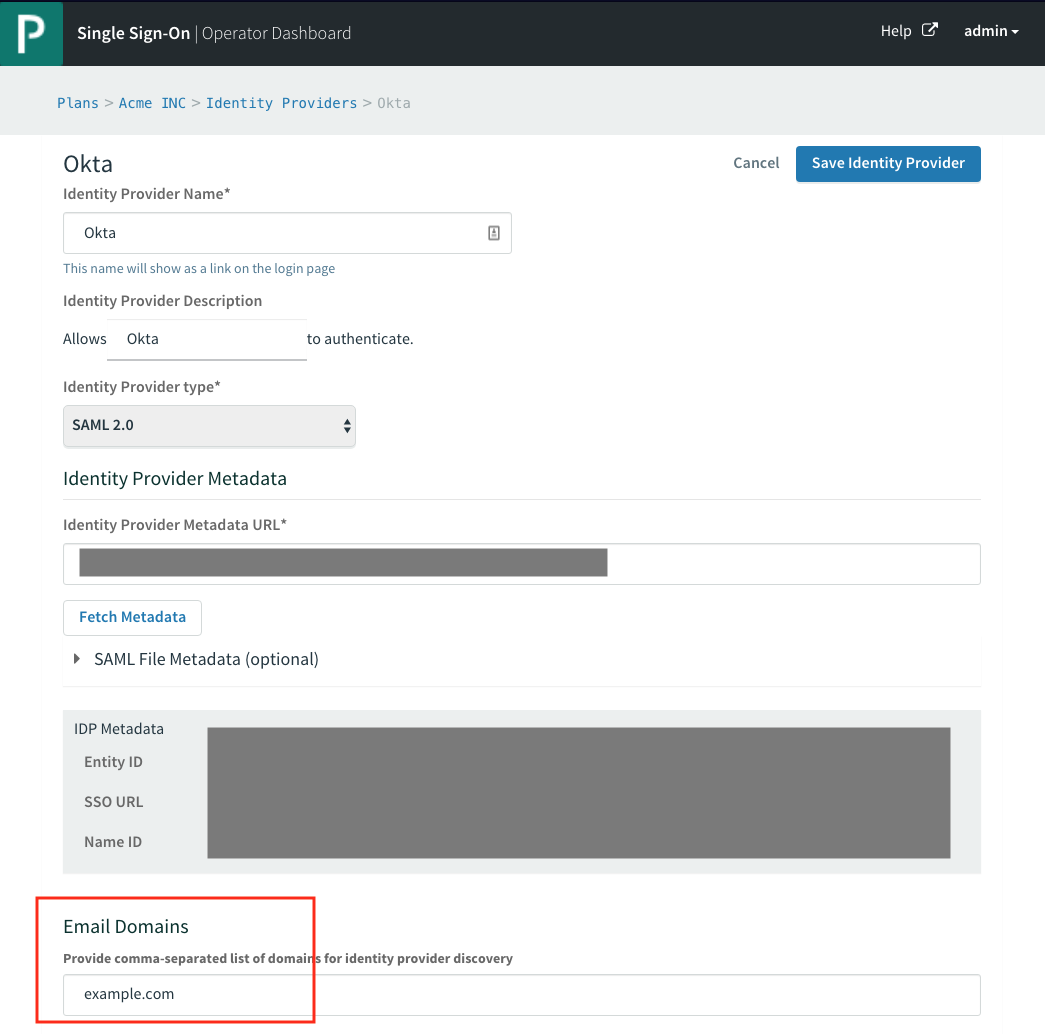 P
Single Sign-On | Operator Dashboard
Help
admin
Plans > Acme INC > Identity Providers > Okta
Okta
Cancel
Save Identity Provider
Identity Provider Name*
Okta
This name will show as a link on the login page
Identity Provider Description
Allows Okta to authenticate.
Identity Provider type*
SAML 2.0
Identity Provider Metadata
Identity Provider Metadata URL*
Fetch Metadata
SAML File Metadata (optional)
IDP Metadata
Entity ID
SSO URL
Name ID
Email Domains
Provide comma-separated list of domains for identity provider discovery
example.com